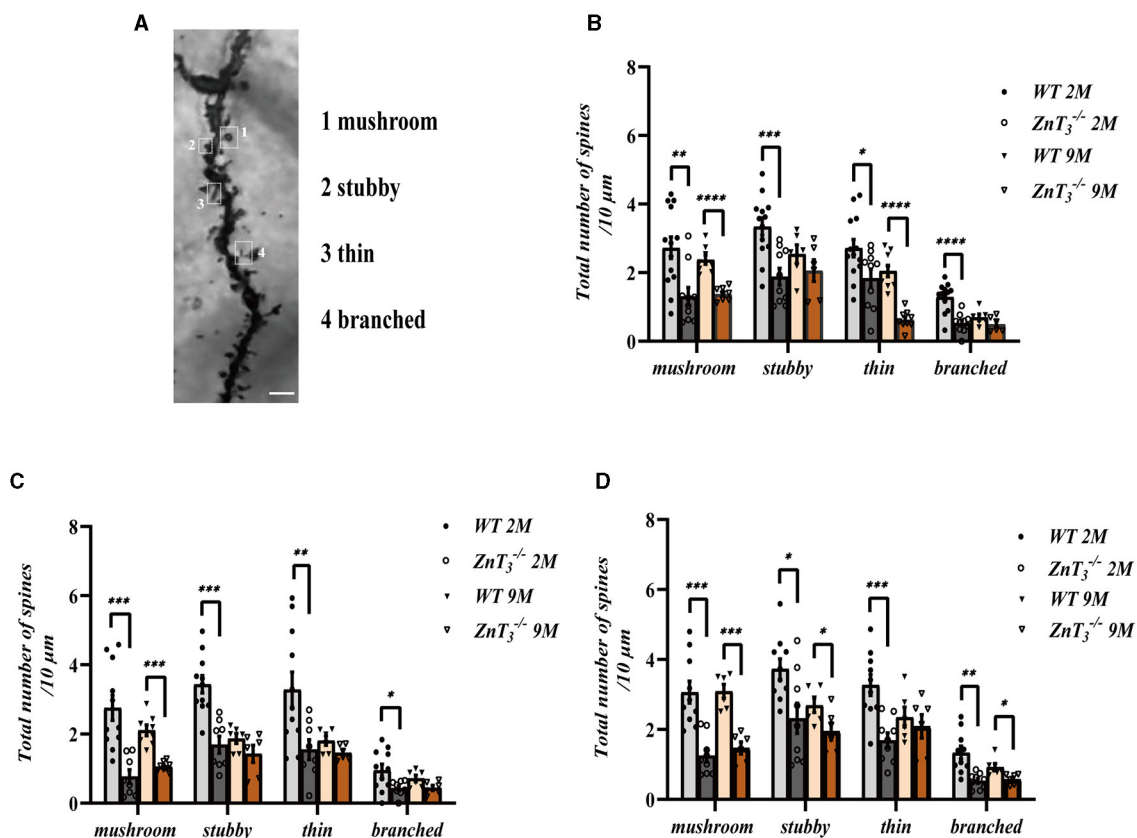 A
1
2
3
4
1 mushroom
2 stubby
3 thin
4 branched
B
Total number of spines
/10 µm
8
6
4
2
0
**
****
***
*
****
****
mushroom stubby thin branched
WT 2M
ZnT₃⁻/⁻ 2M
WT 9M
ZnT₃⁻/⁻ 9M
C
Total number of spines
/10 µm
8
6
4
2
0
***
***
***
**
*
mushroom stubby thin branched
WT 2M
ZnT₃⁻/⁻ 2M
WT 9M
ZnT₃⁻/⁻ 9M
D
Total number of spines
/10 µm
8
6
4
2
0
***
***
*
*
***
**
*
mushroom stubby thin branched
WT 2M
ZnT₃⁻/⁻ 2M
WT 9M
ZnT₃⁻/⁻ 9M